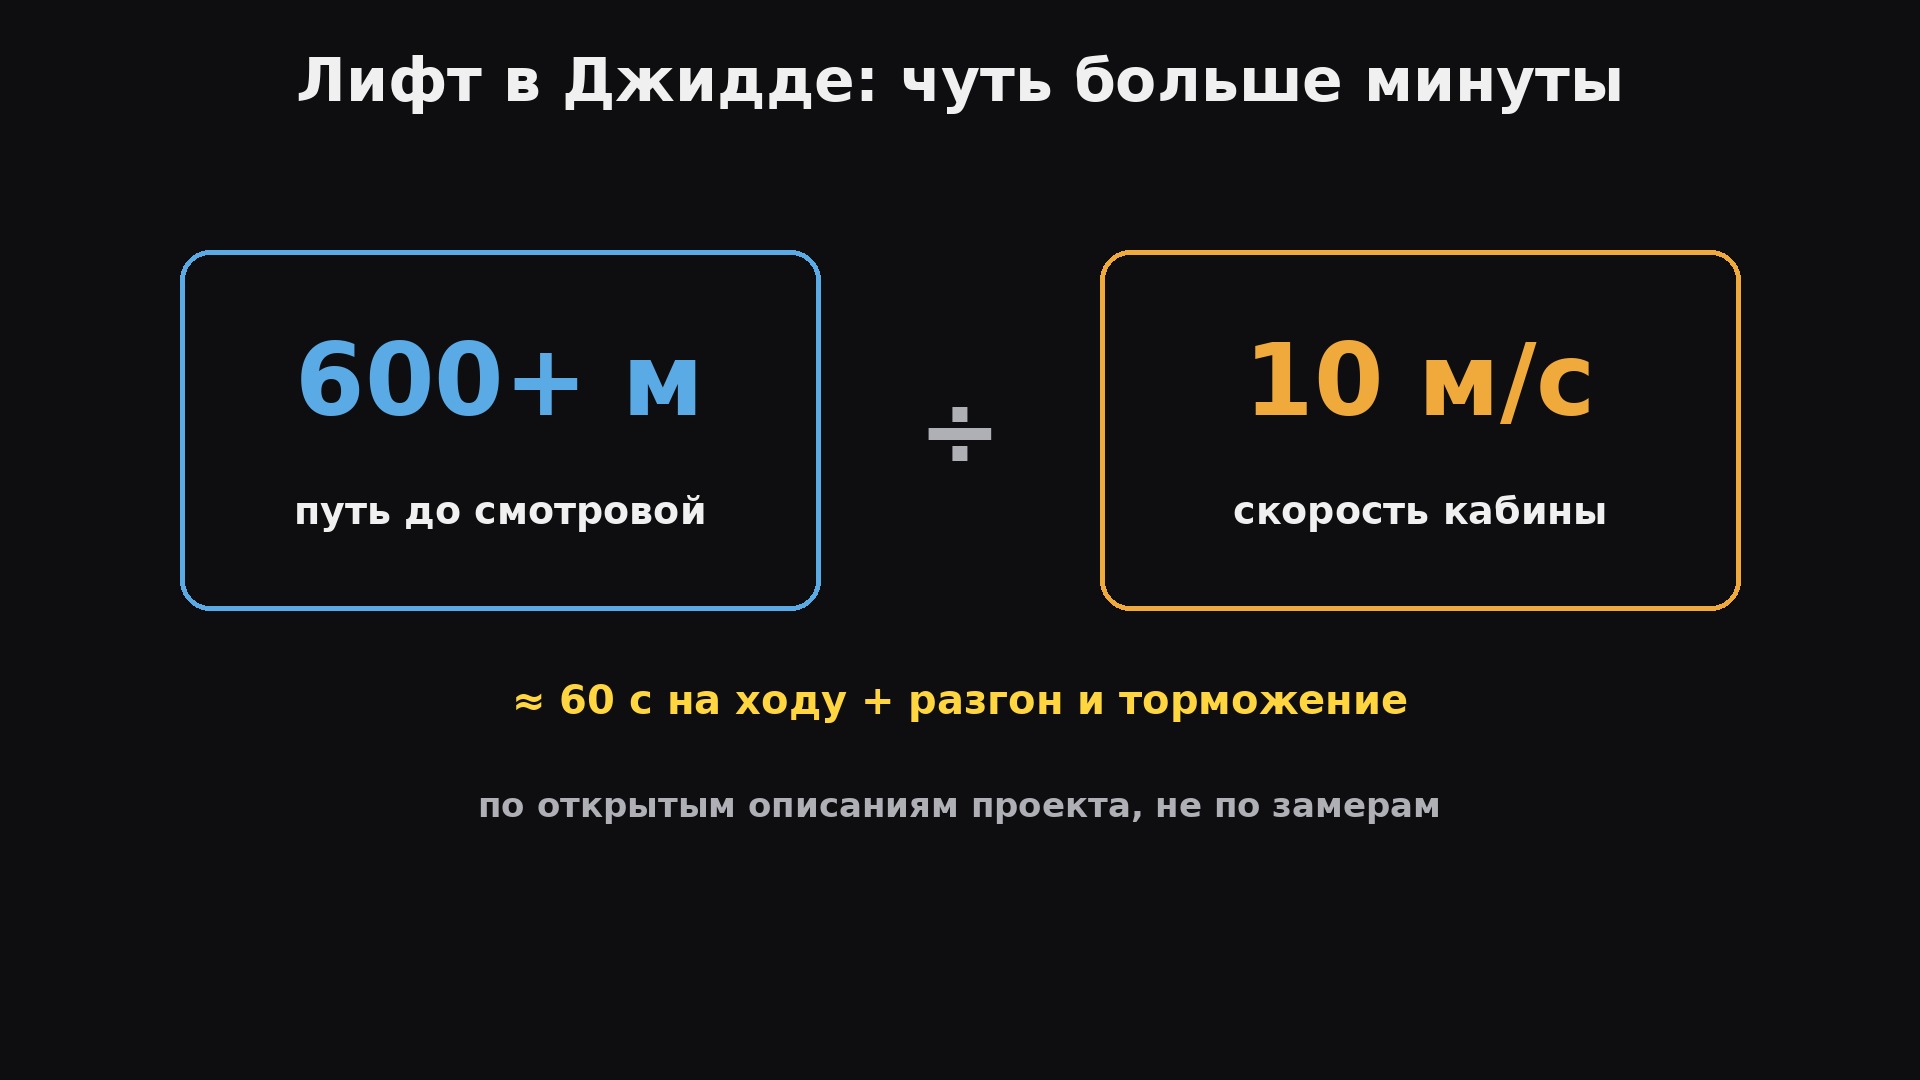 Лифт в Джидде: чуть больше минуты
600+ м
÷
10 м/с
путь до смотровой
скорость кабины
≈ 60 с на ходу + разгон и торможение
по открытым описаниям проекта, не по замерам